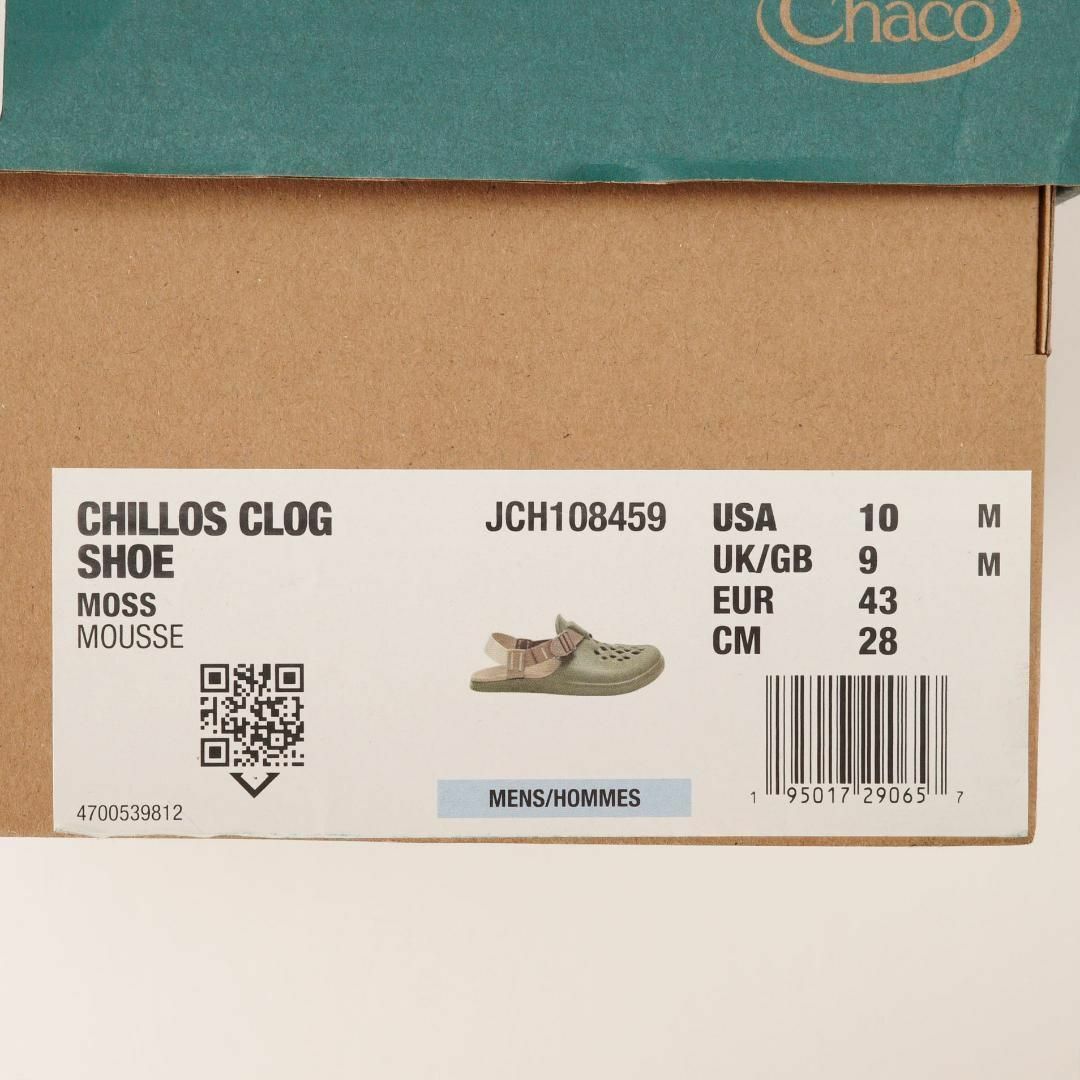 Chaco
CHILLOS CLOG
SHOE
MOSS
MOUSSE
4700539812
JCH108459
MENS/HOMMES
USA 10 M
UK/GB 9 M
EUR 43
CM 28
1 95017 29065 7